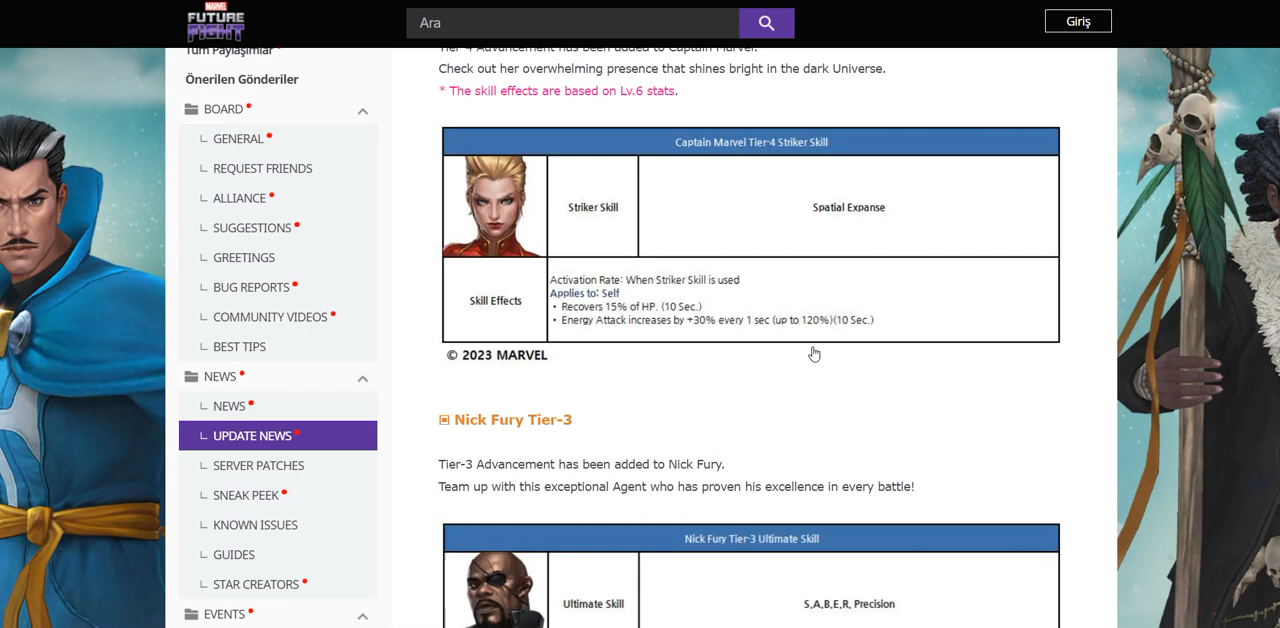 MARVEL
FUTURE
FIGHT
Ara
Giriş
Tüm Paylaşımlar
Önerilen Gönderiler
BOARD
GENERAL
REQUEST FRIENDS
ALLIANCE
SUGGESTIONS
GREETINGS
BUG REPORTS
COMMUNITY VIDEOS
BEST TIPS
NEWS
NEWS
UPDATE NEWS
SERVER PATCHES
SNEAK PEEK
KNOWN ISSUES
GUIDES
STAR CREATORS
EVENTS
Tier-4 Advancement has been added to Captain Marvel.
Check out her overwhelming presence that shines bright in the dark Universe.
* The skill effects are based on Lv.6 stats.
Captain Marvel Tier-4 Striker Skill
Striker Skill
Spatial Expanse
Skill Effects
Activation Rate: When Striker Skill is used
Applies to: Self
• Recovers 15% of HP. (10 Sec.)
• Energy Attack increases by +30% every 1 sec (up to 120%)(10 Sec.)
© 2023 MARVEL
Nick Fury Tier-3
Tier-3 Advancement has been added to Nick Fury.
Team up with this exceptional Agent who has proven his excellence in every battle!
Nick Fury Tier-3 Ultimate Skill
Ultimate Skill
S.A.B.E.R. Precision